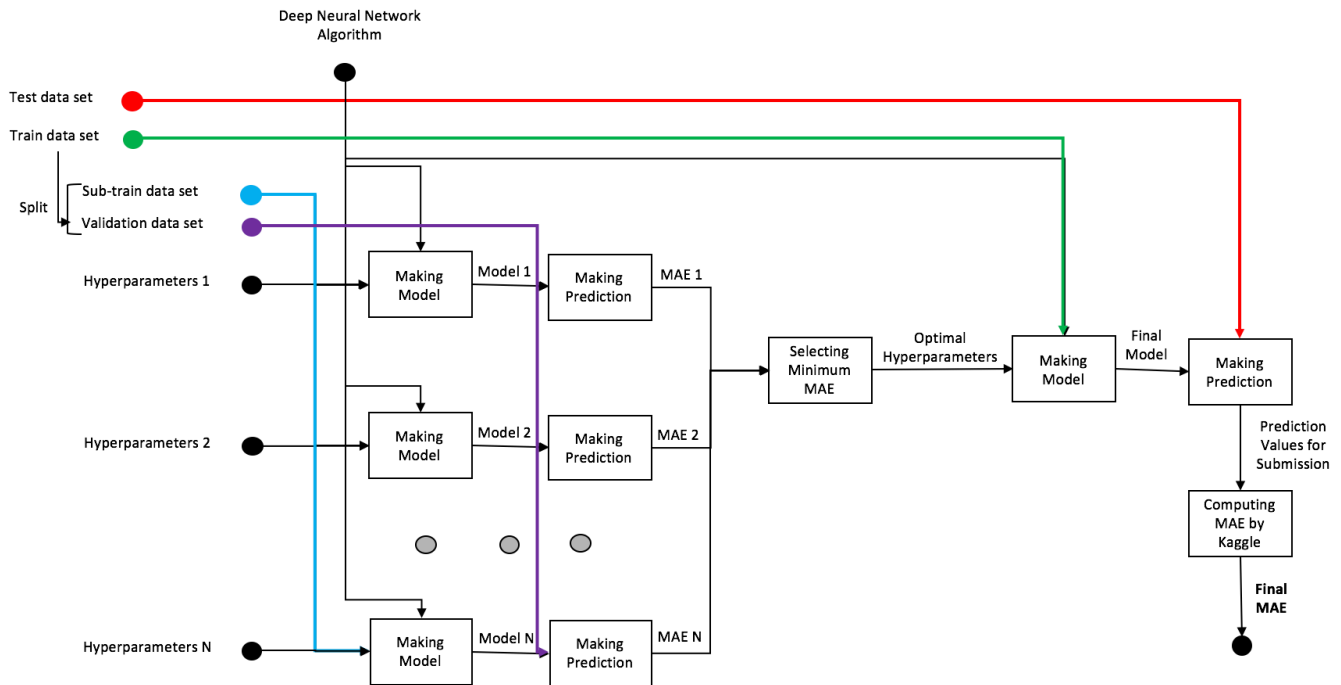 Deep Neural Network
Algorithm
Test data set
Train data set
Sub-train data set
Split
Validation data set
Hyperparameters 1
Making
Model
Model 1
Making
Prediction
MAE 1
Selecting
Minimum
MAE
Optimal
Hyperparameters
Making
Model
Final
Model
Making
Prediction
Hyperparameters 2
Making
Model
Model 2
Making
Prediction
MAE 2
Prediction
Values for
Submission
Computing
MAE by
Kaggle
Final
MAE
Hyperparameters N
Making
Model
Model N
Making
Prediction
MAE N